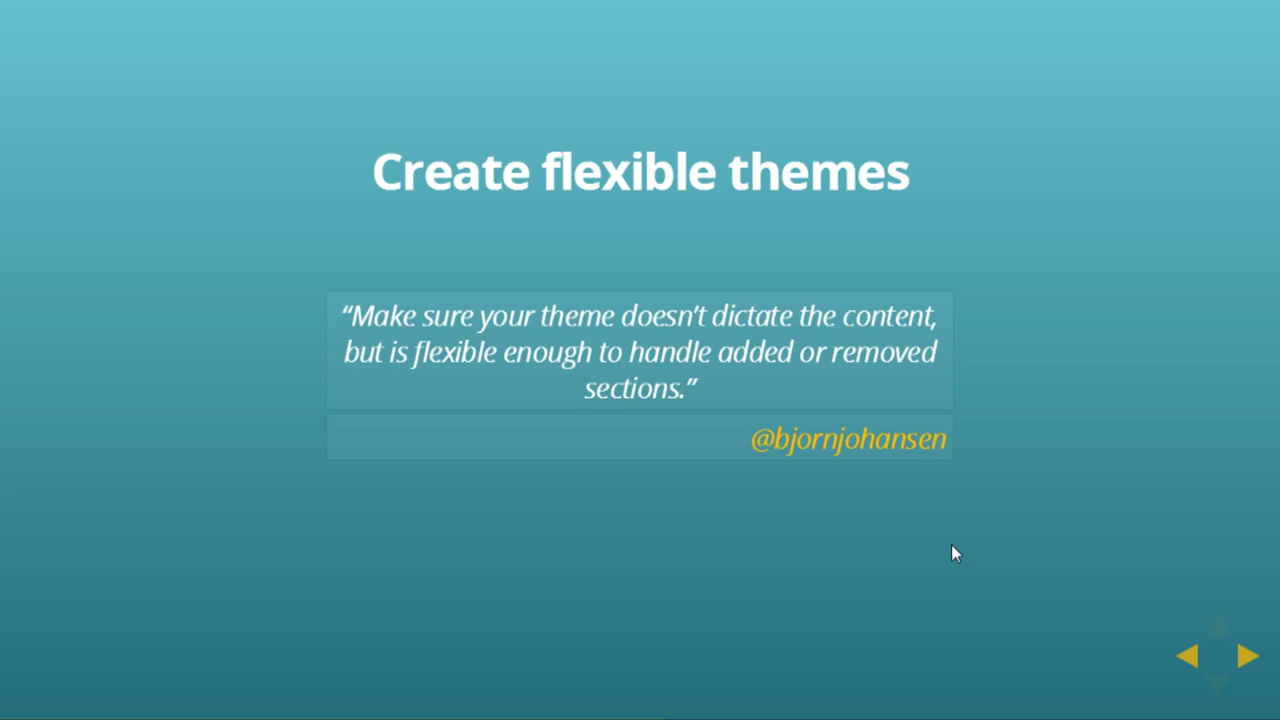 Create flexible themes
“Make sure your theme doesn’t dictate the content,
but is flexible enough to handle added or removed
sections.”
@bjornjohansen